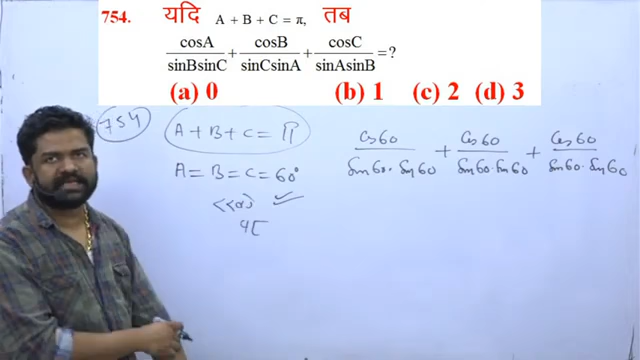 754. यदि A + B + C = π, तब
cosA/sinBsinC + cosB/sinCsinA + cosC/sinAsinB = ?
(a) 0 (b) 1 (c) 2 (d) 3
754
A+B+C = π
A = B = C = 60°
Cos60/Sin60·Sin60 + Cos60/Sin60·Sin60 + Cos60/Sin60·Sin60